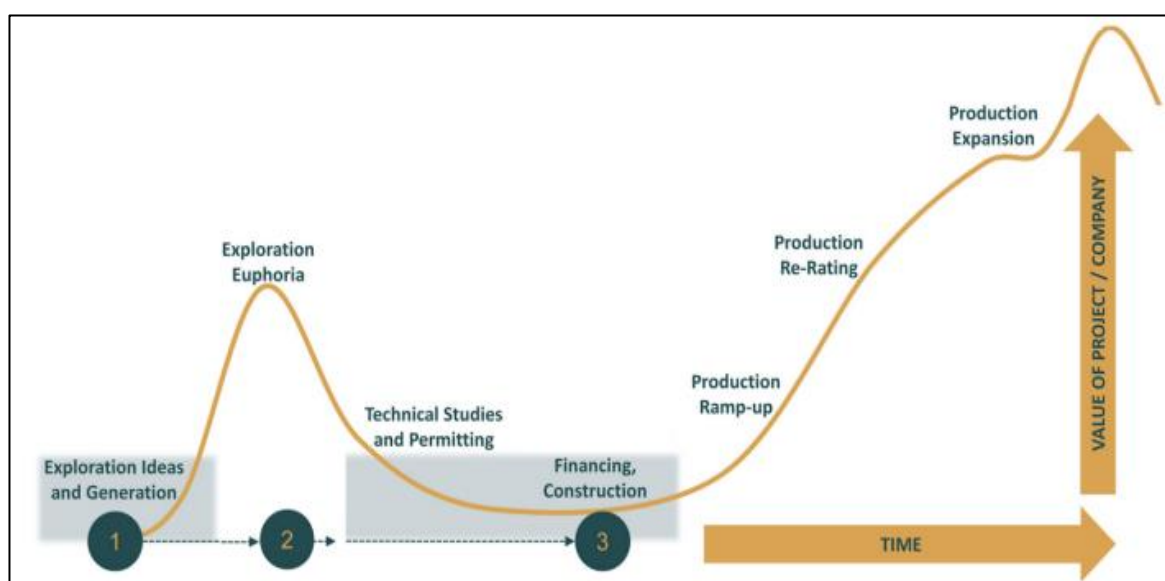 Production
Expansion
Exploration
Euphoria
Production
Re-Rating
Production
Ramp-up
Technical Studies
and Permitting
Exploration Ideas
and Generation
Financing,
Construction
1
2
3
TIME
VALUE OF PROJECT / COMPANY